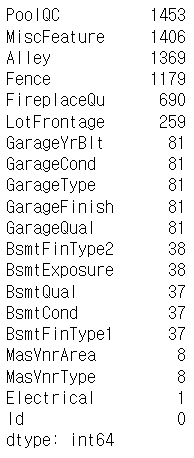 PoolQC 1453
MiscFeature 1406
Alley 1369
Fence 1179
FireplaceQu 690
LotFrontage 259
GarageYrBlt 81
GarageCond 81
GarageType 81
GarageFinish 81
GarageQual 81
BsmtFinType2 38
BsmtExposure 38
BsmtQual 37
BsmtCond 37
BsmtFinType1 37
MasVnrArea 8
MasVnrType 8
Electrical 1
Id 0
dtype: int64